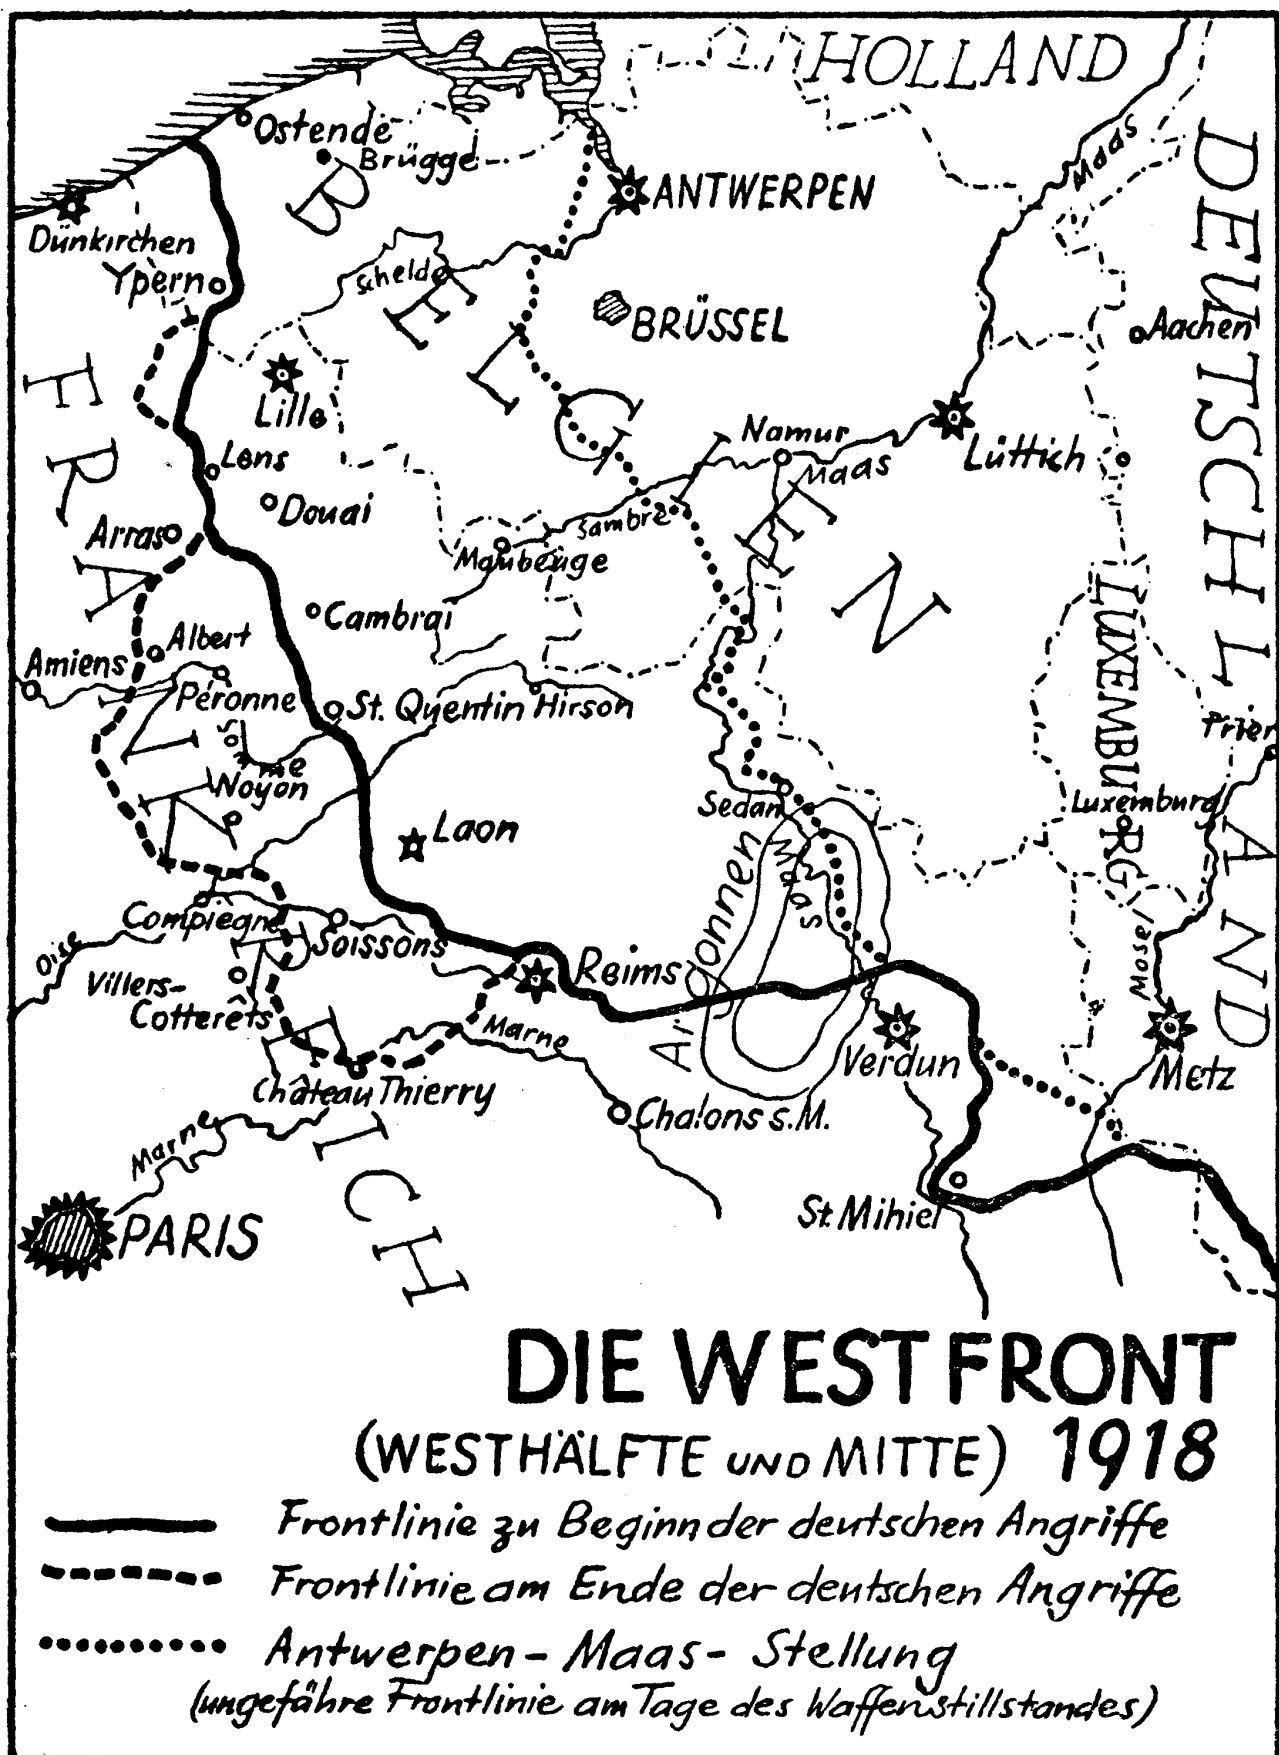 HOLLAND
DEUTSCHLAND
Ostende
Brügge
BELGIEN
Maas
ANTWERPEN
Dünkirchen
Ypern
Schelde
BRÜSSEL
Aachen
FRANKREICH
Lille
Namur
Maas
Lüttich
Lens
Douai
Sambre
Arras
Maubeuge
Cambrai
LUXEMBURG
Albert
Amiens
Péronne
St. Quentin
Hirson
Trier
Somme
Noyon
Sedan
Luxemburg
Laon
Maas
Argonnen
Compiègne
Soissons
Oise
Villers-
Cotterêts
Reims
Mosel
Marne
Verdun
Metz
Château Thierry
Chalons s.M.
Marne
St Mihiel
PARIS
DIE WESTFRONT
(WESTHÄLFTE UND MITTE) 1918
Frontlinie zu Beginn der deutschen Angriffe
Frontlinie am Ende der deutschen Angriffe
Antwerpen - Maas - Stellung
(ungefähre Frontlinie am Tage des Waffenstillstandes)